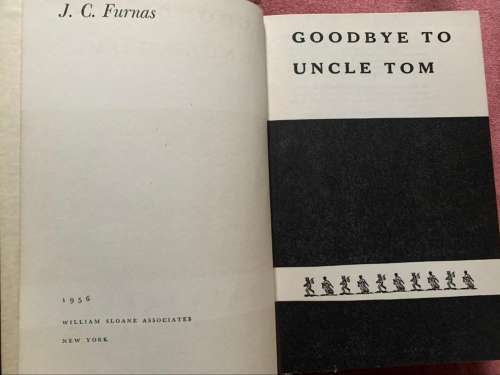 J. C. Furnas
1956
WILLIAM SLOANE ASSOCIATES
NEW YORK
GOODBYE TO
UNCLE TOM